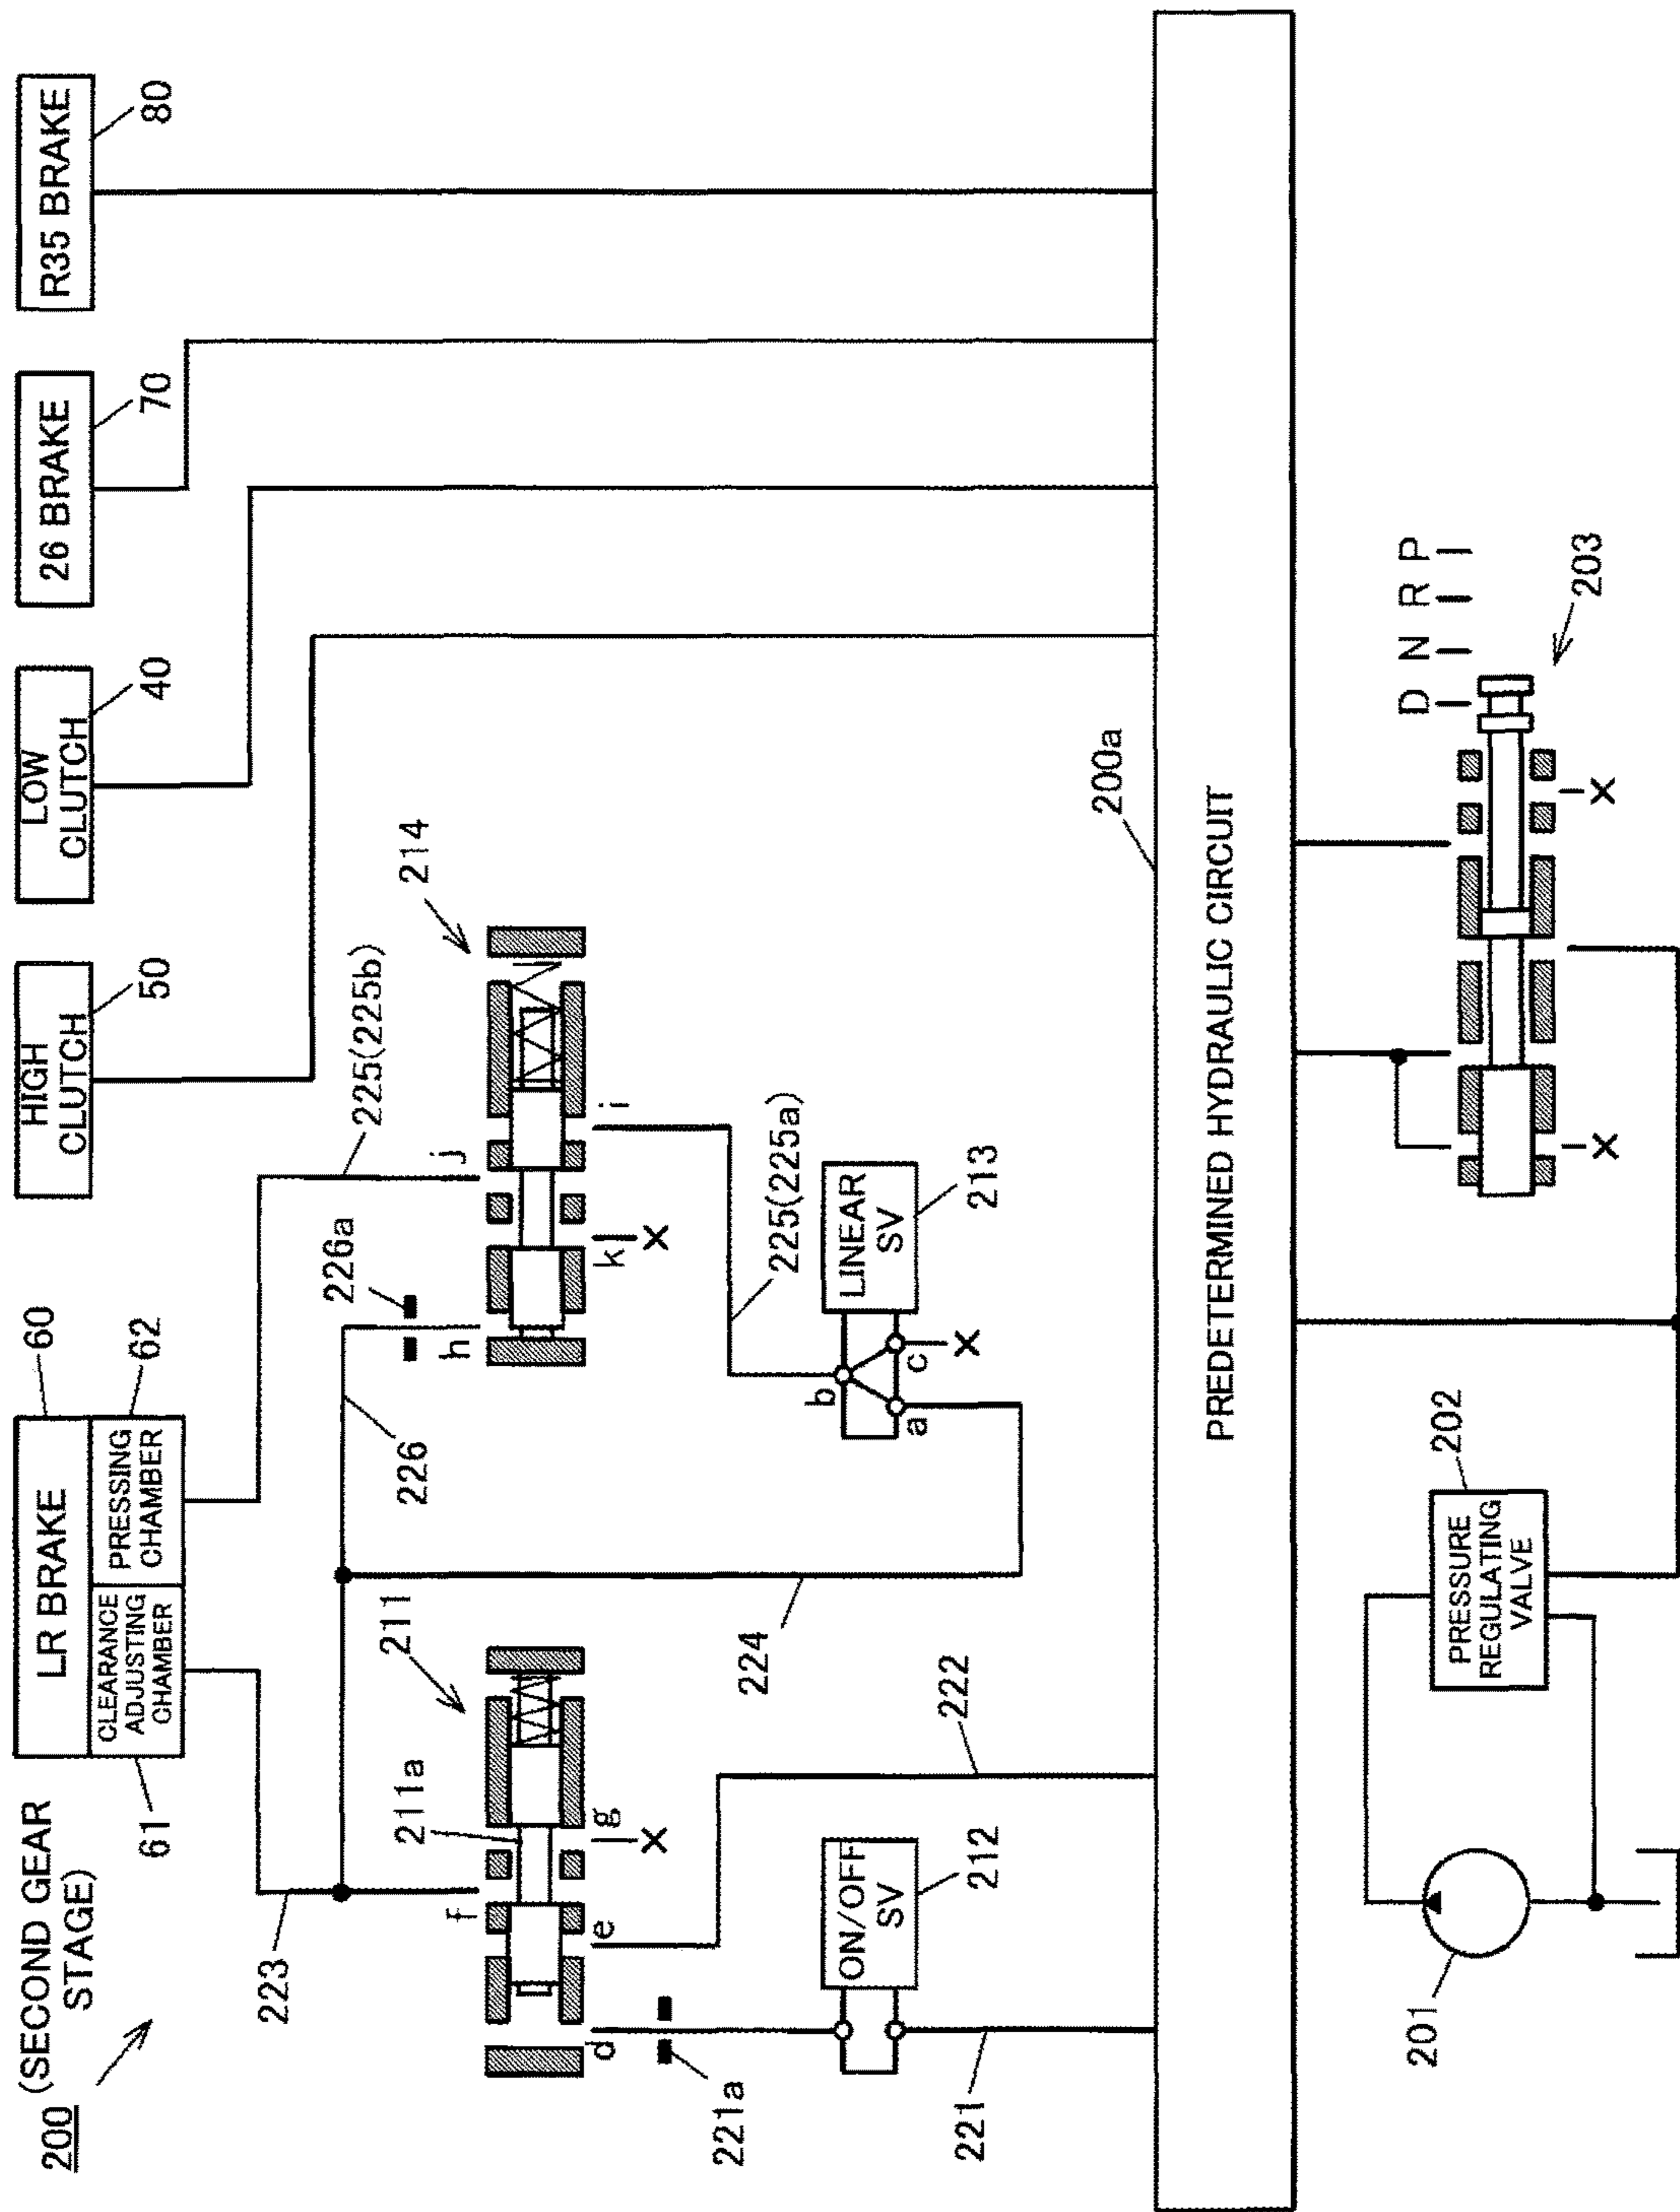 200 (SECOND GEAR
STAGE)
LR BRAKE
60
CLEARANCE
ADJUSTING
CHAMBER
61
PRESSING
CHAMBER
62
HIGH
CLUTCH
50
LOW
CLUTCH
40
26 BRAKE
70
R35 BRAKE
80
223
226
226a
225(225b)
211
211a
214
f
g
e
d
h
j
k
i
X
X
221a
ON/OFF
SV
212
222
224
LINEAR
SV
213
225(225a)
a
b
c
X
221
200a
PREDETERMINED HYDRAULIC CIRCUIT
201
PRESSURE
REGULATING
VALVE
202
D N R P
203
X
X